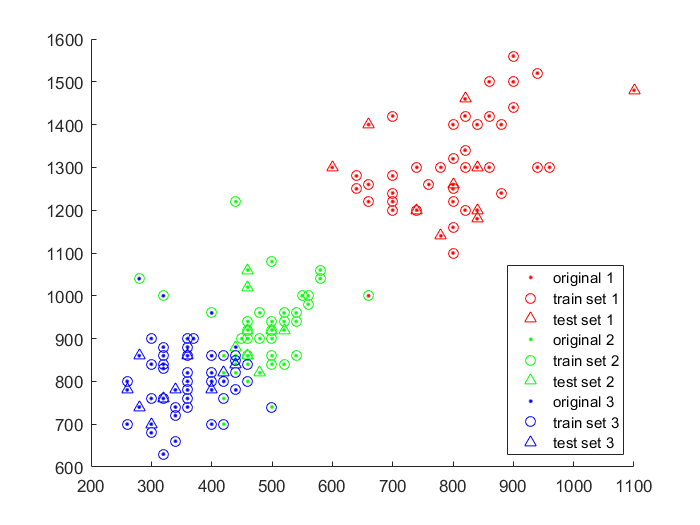 1600
1500
1400
1300
1200
1100
1000
900
800
700
600
200 300 400 500 600 700 800 900 1000 1100
original 1
train set 1
test set 1
original 2
train set 2
test set 2
original 3
train set 3
test set 3